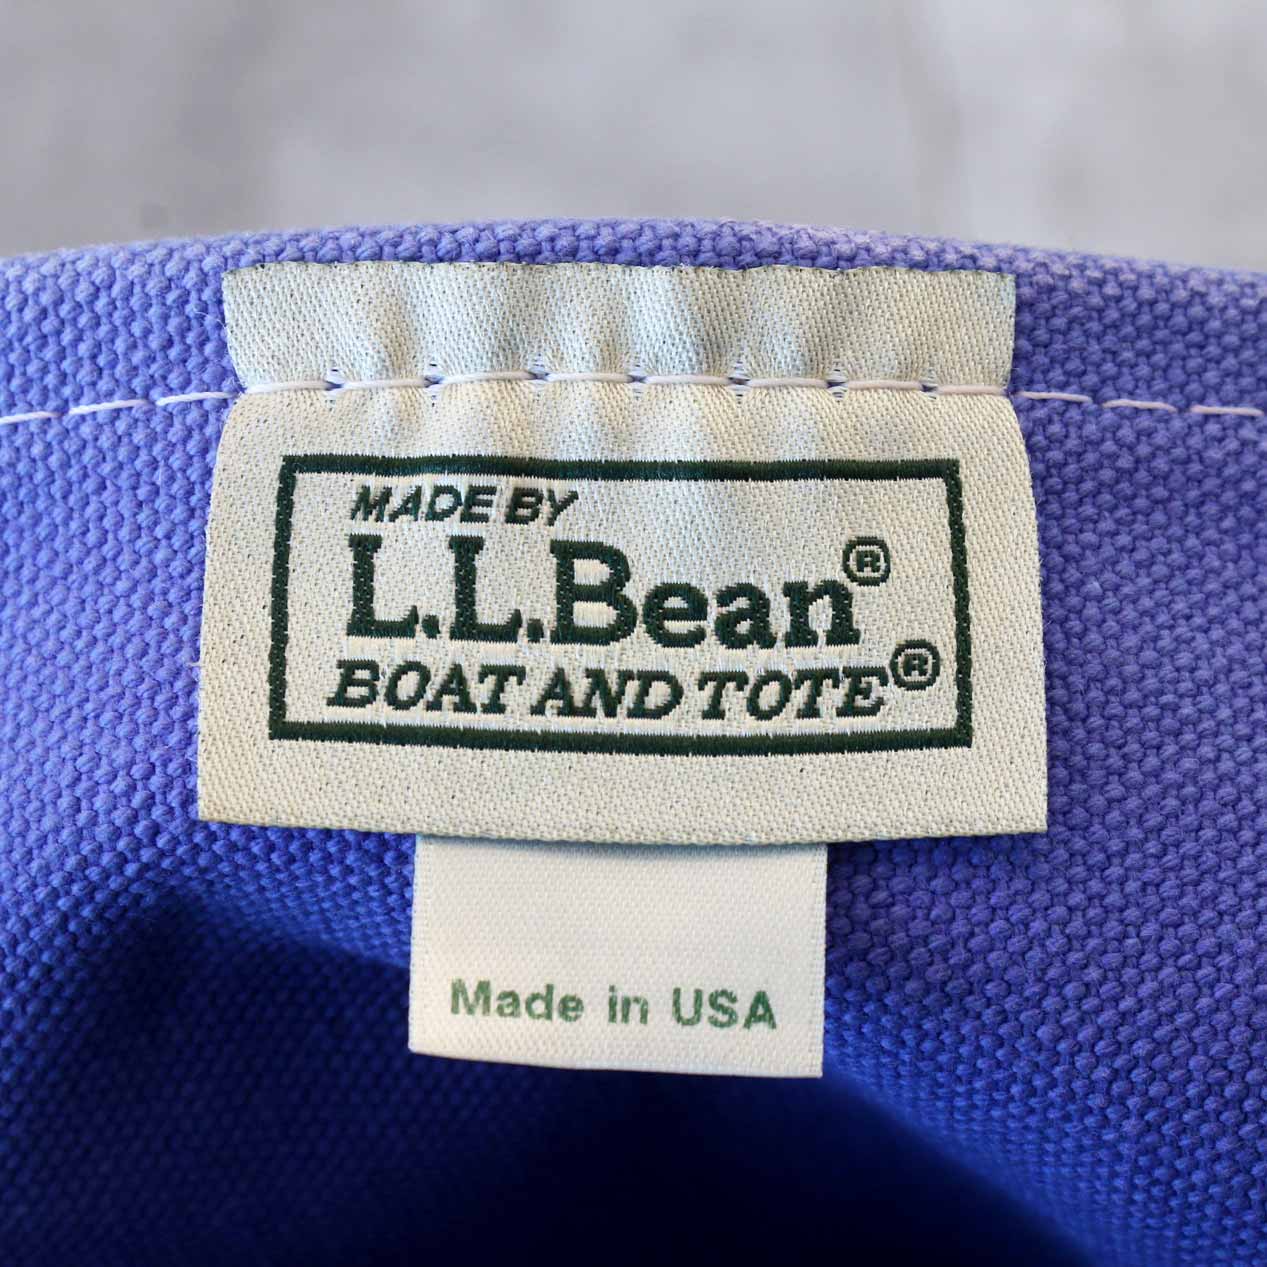 MADE BY
L.L.Bean®
BOAT AND TOTE®
Made in USA